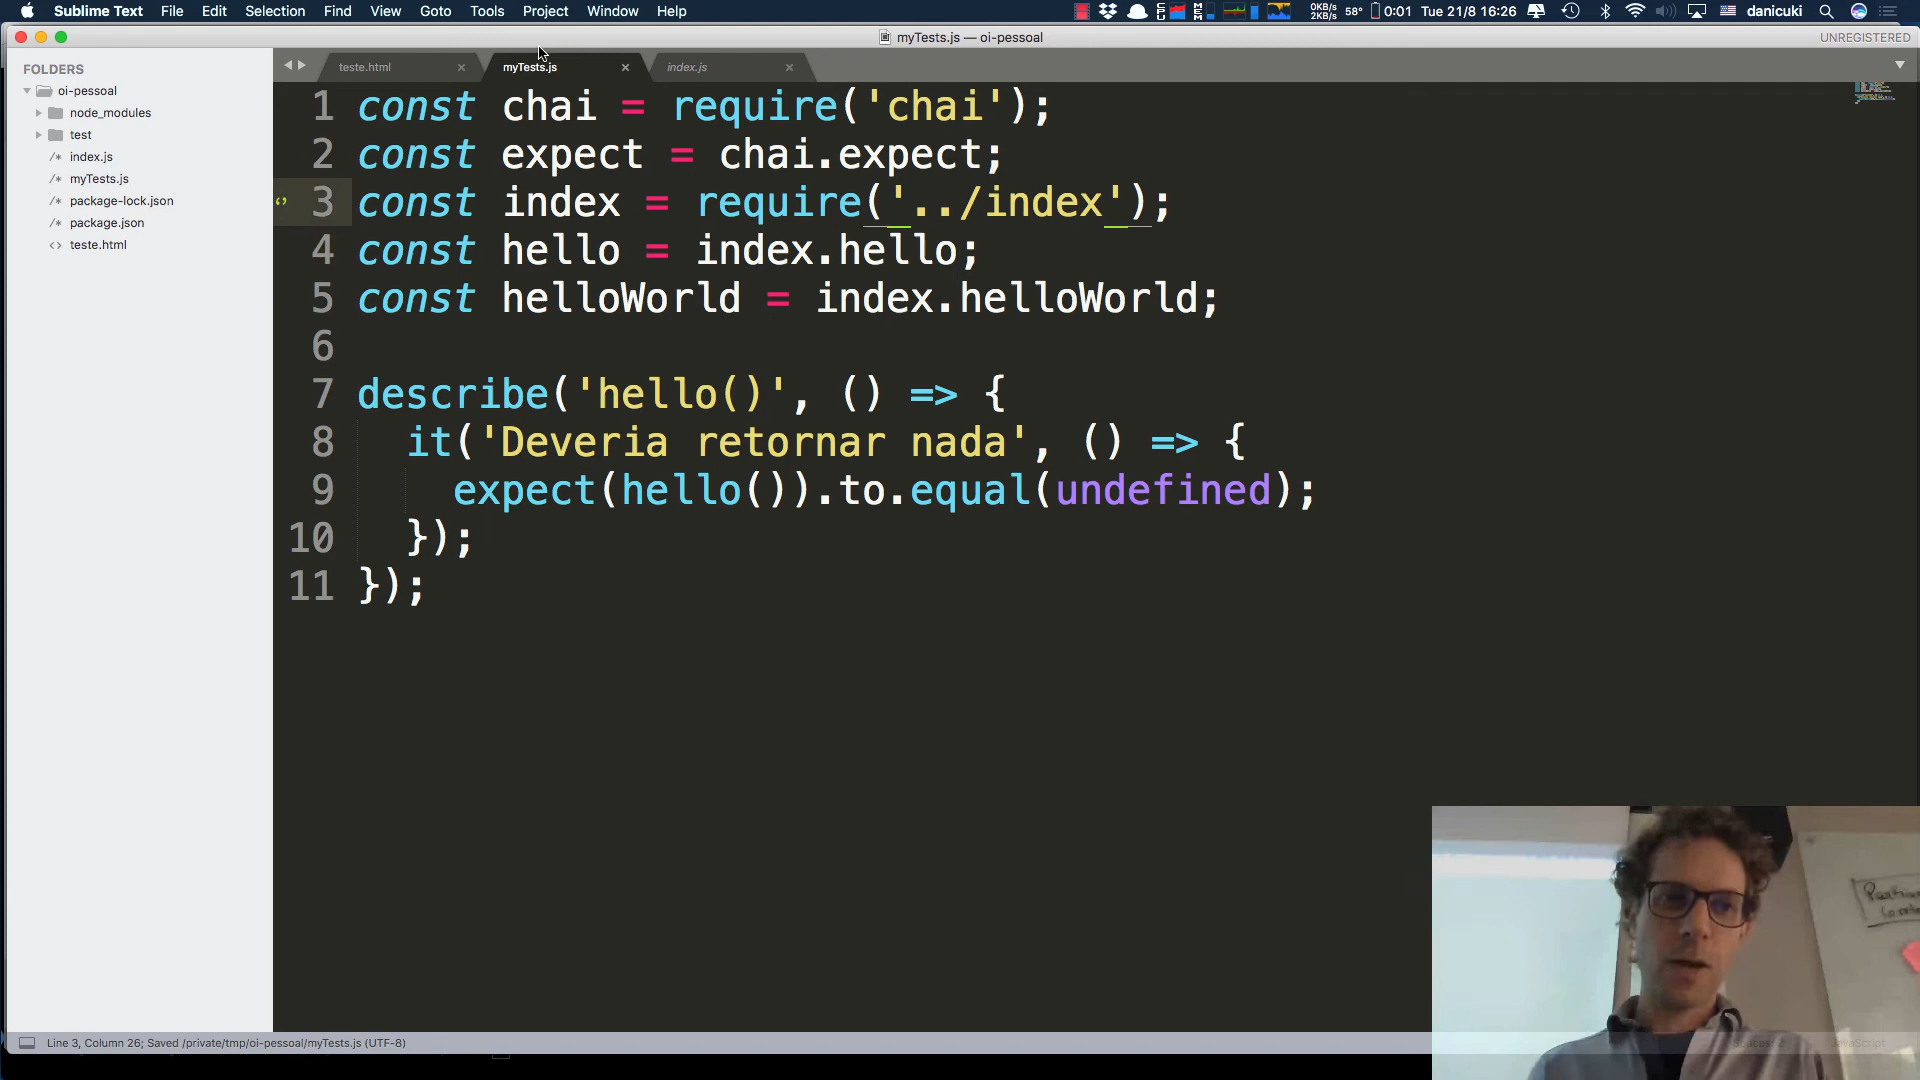 Sublime Text File Edit Selection Find View Goto Tools Project Window Help
0KB/s
2KB/s
58° 0:01 Tue 21/8 16:26 danicuki
myTests.js — oi-pessoal
UNREGISTERED
FOLDERS
oi-pessoal
node_modules
test
/* index.js
/* myTests.js
/* package-lock.json
/* package.json
<> teste.html
teste.html × myTests.js × index.js ×
1 const chai = require('chai');
2 const expect = chai.expect;
3 const index = require('../index');
4 const hello = index.hello;
5 const helloWorld = index.helloWorld;
6
7 describe('hello()', () => {
8 it('Deveria retornar nada', () => {
9 expect(hello()).to.equal(undefined);
10 });
11 });
Line 3, Column 26; Saved /private/tmp/oi-pessoal/myTests.js (UTF-8)
JavaScript